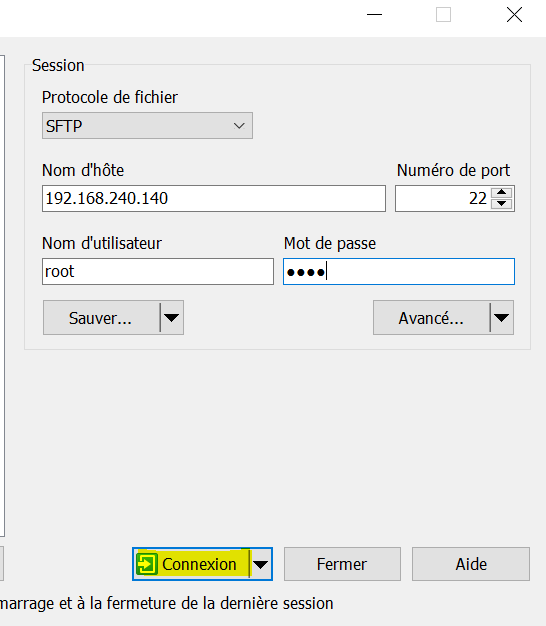 Session
Protocole de fichier
SFTP
Nom d'hôte
Numéro de port
192.168.240.140
22
Nom d'utilisateur
Mot de passe
root
••••
Sauver...
Avancé...
Connexion
Fermer
Aide
marrage et à la fermeture de la dernière session